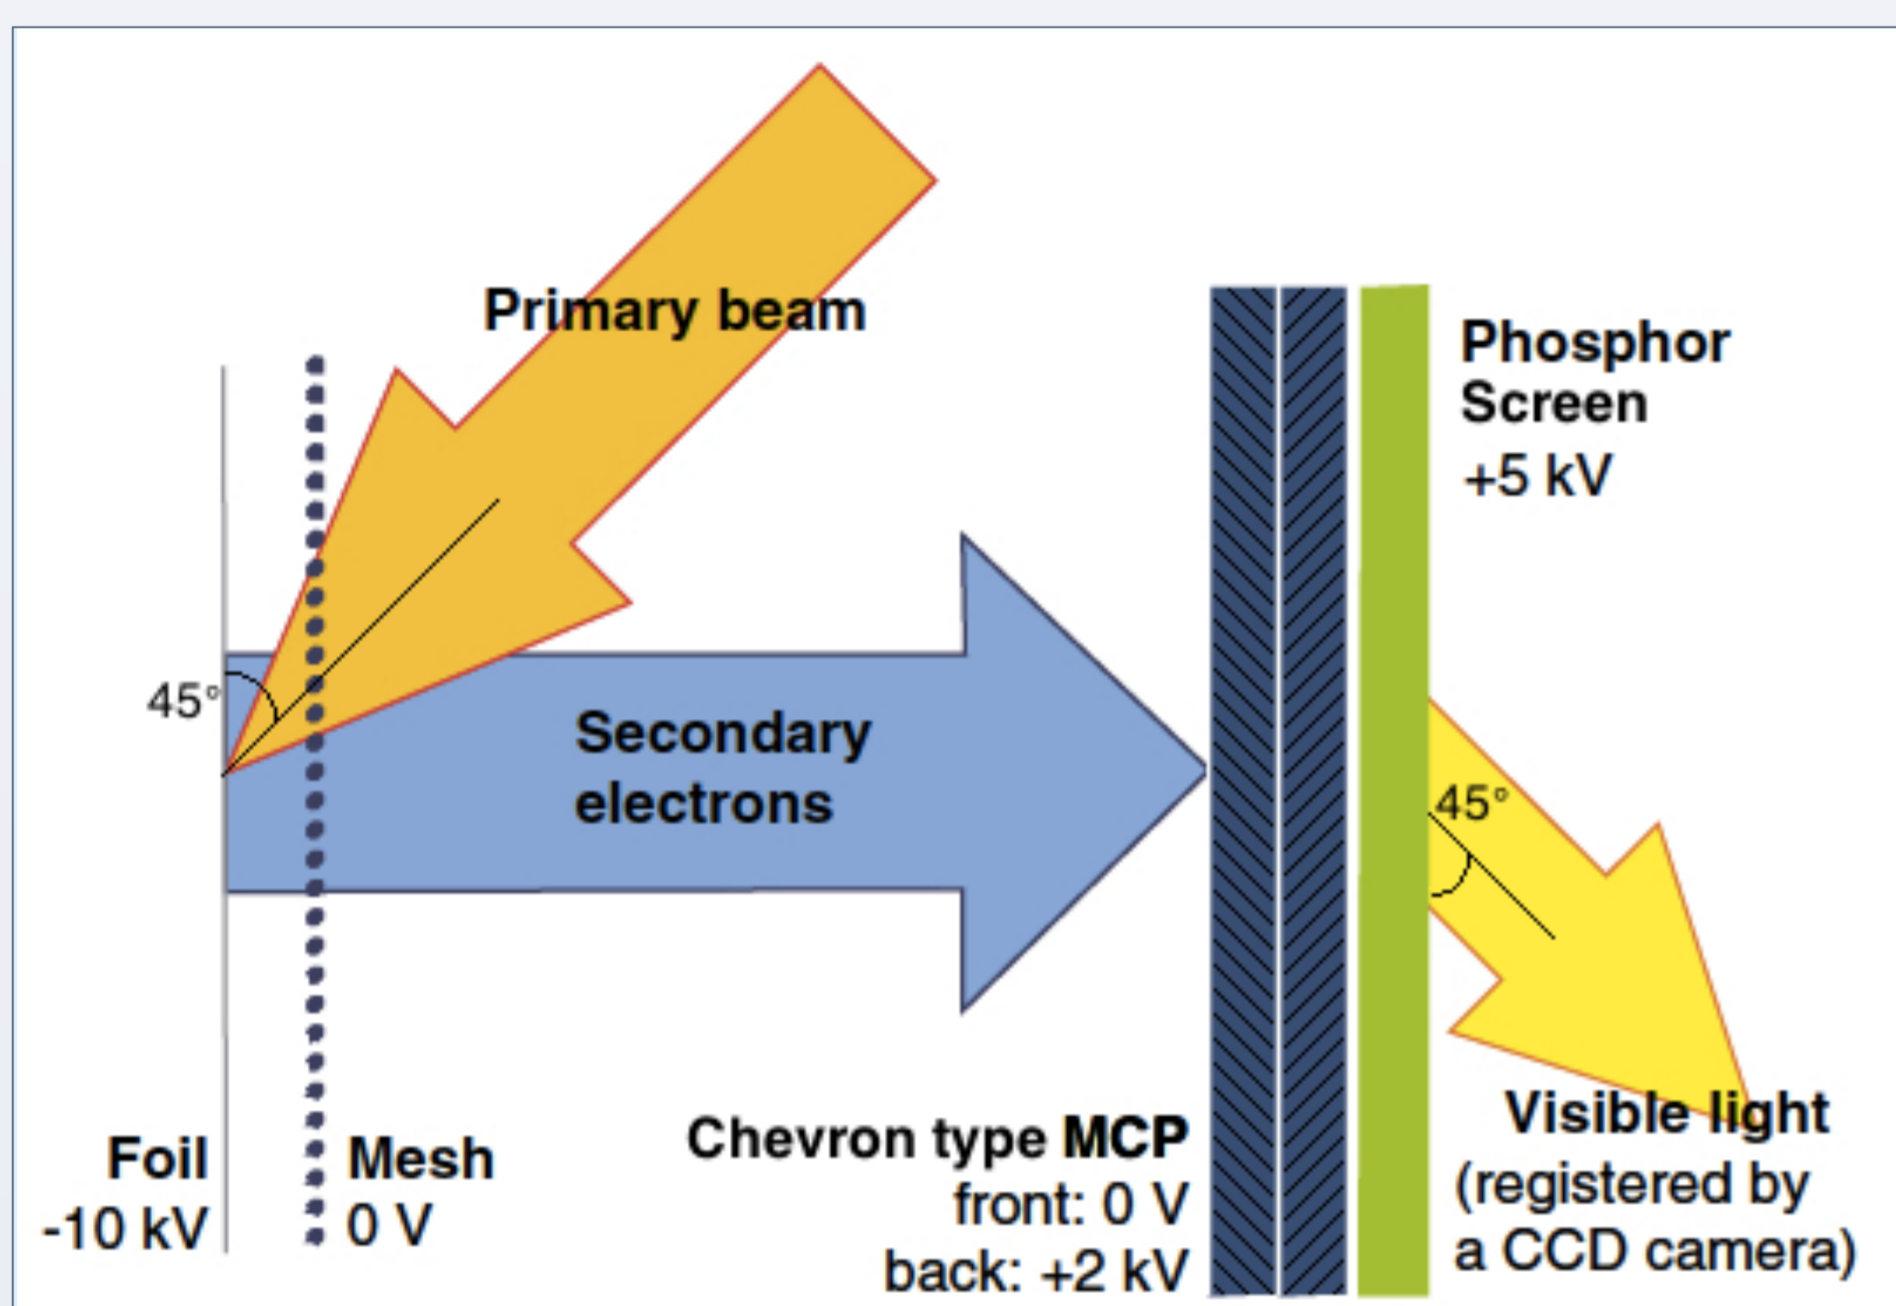 Primary beam
Phosphor
Screen
+5 kV
45°
Secondary
electrons
45°
Foil
-10 kV
Mesh
0 V
Chevron type MCP
front: 0 V
back: +2 kV
Visible light
(registered by
a CCD camera)